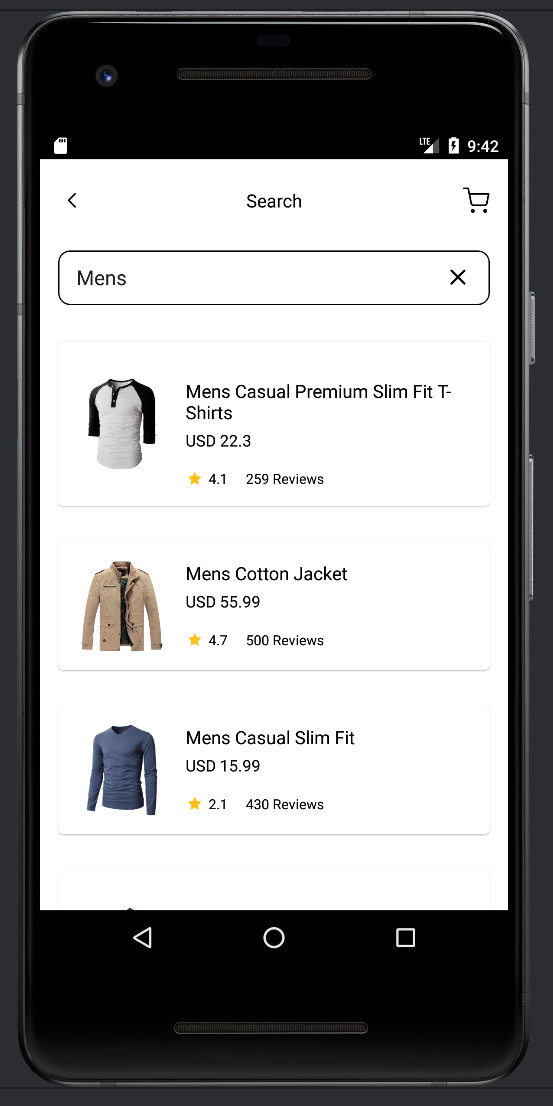 LTE 9:42
Search
Mens
Mens Casual Premium Slim Fit T-
Shirts
USD 22.3
4.1 259 Reviews
Mens Cotton Jacket
USD 55.99
4.7 500 Reviews
Mens Casual Slim Fit
USD 15.99
2.1 430 Reviews